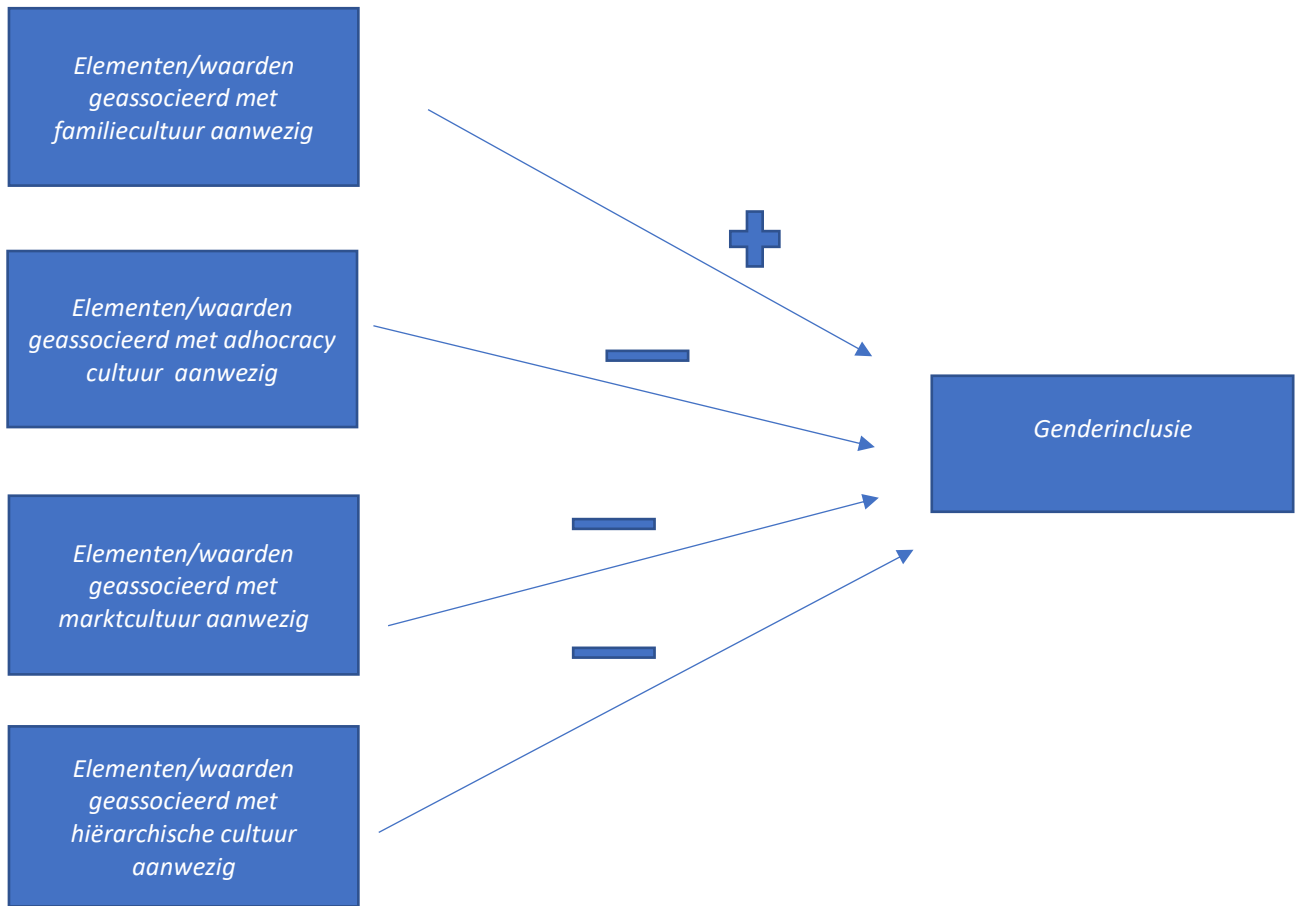 Elementen/waarden
geassocieerd met
familiecultuur aanwezig
Elementen/waarden
geassocieerd met adhocracy
cultuur aanwezig
Elementen/waarden
geassocieerd met
marktcultuur aanwezig
Elementen/waarden
geassocieerd met
hiërarchische cultuur
aanwezig
Genderinclusie